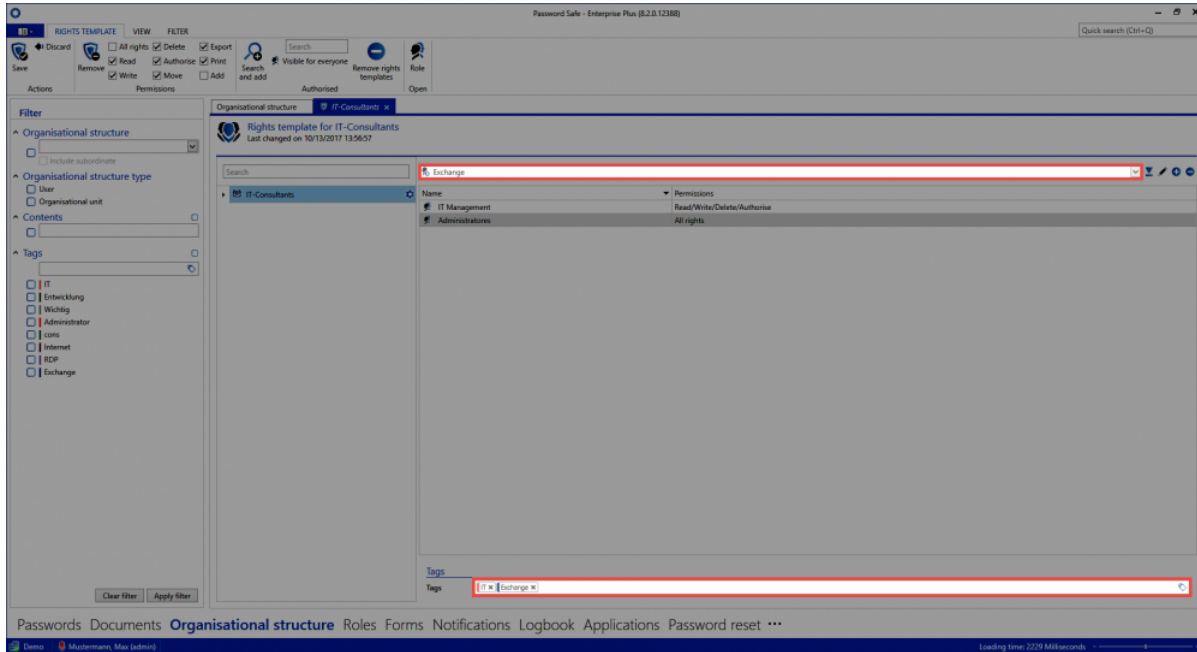 Password Safe - Enterprise Plus (8.2.0.12388)
RIGHTS TEMPLATE VIEW FILTER
Quick search (Ctrl+Q)
Save
Discard
Actions
Remove
All rights Delete Export
Read Authorise Print
Write Move Add
Permissions
Search and add
Search
Visible for everyone
Remove rights templates
Authorised
Role
Open
Filter
Organisational structure
Include subordinate
Organisational structure type
User
Organisational unit
Contents
Tags
IT
Entwicklung
Wichtig
Administrator
cons
Internet
RDP
Exchange
Clear filter Apply filter
Organisational structure IT-Consultants
Rights template for IT-Consultants
Last changed on 10/13/2017 13:56:57
Search
IT-Consultants
Exchange
Name Permissions
IT Management Read/Write/Delete/Authorise
Administratores All rights
Tags
Tags IT Exchange
Passwords Documents Organisational structure Roles Forms Notifications Logbook Applications Password reset •••
Demo Mustermann, Max (admin) Loading time: 2229 Milliseconds